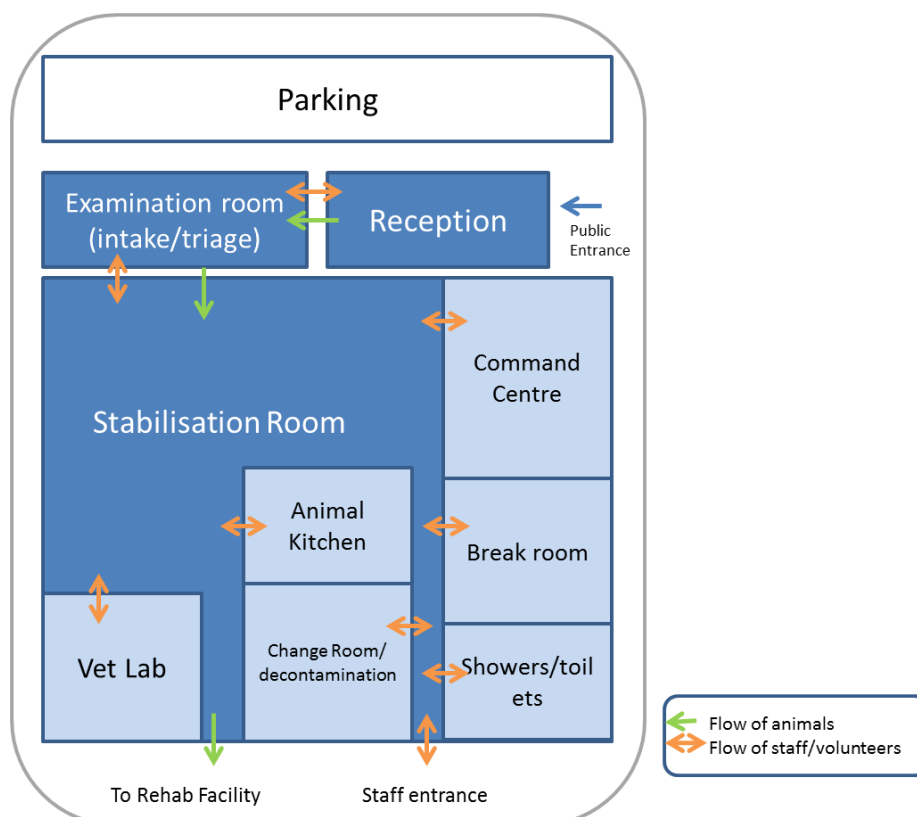 Parking
Examination room
(intake/triage)
Reception
Public
Entrance
Command
Centre
Stabilisation Room
Animal
Kitchen
Break room
Vet Lab
Change Room/
decontamination
Showers/toil
ets
Flow of animals
Flow of staff/volunteers
To Rehab Facility
Staff entrance